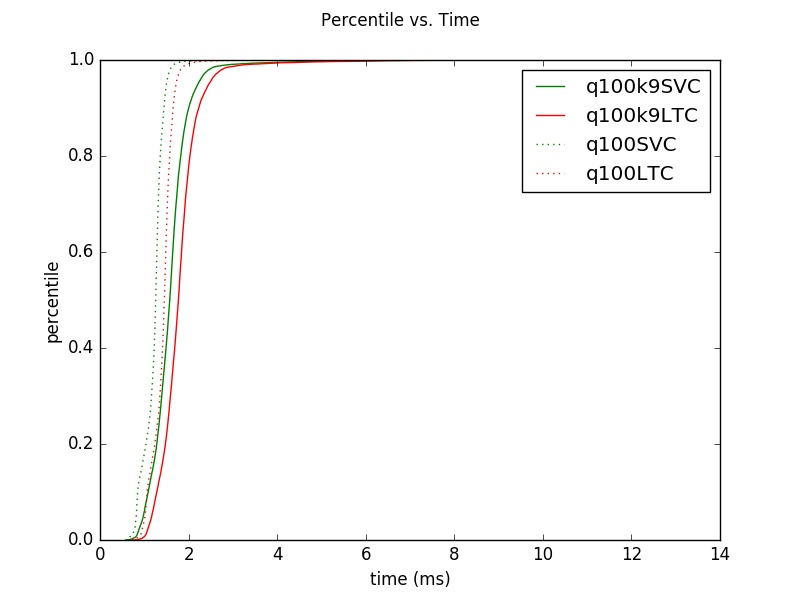 Percentile vs. Time
1.0
0.8
0.6
0.4
0.2
0.0
percentile
q100k9SVC
q100k9LTC
q100SVC
q100LTC
0 2 4 6 8 10 12 14
time (ms)